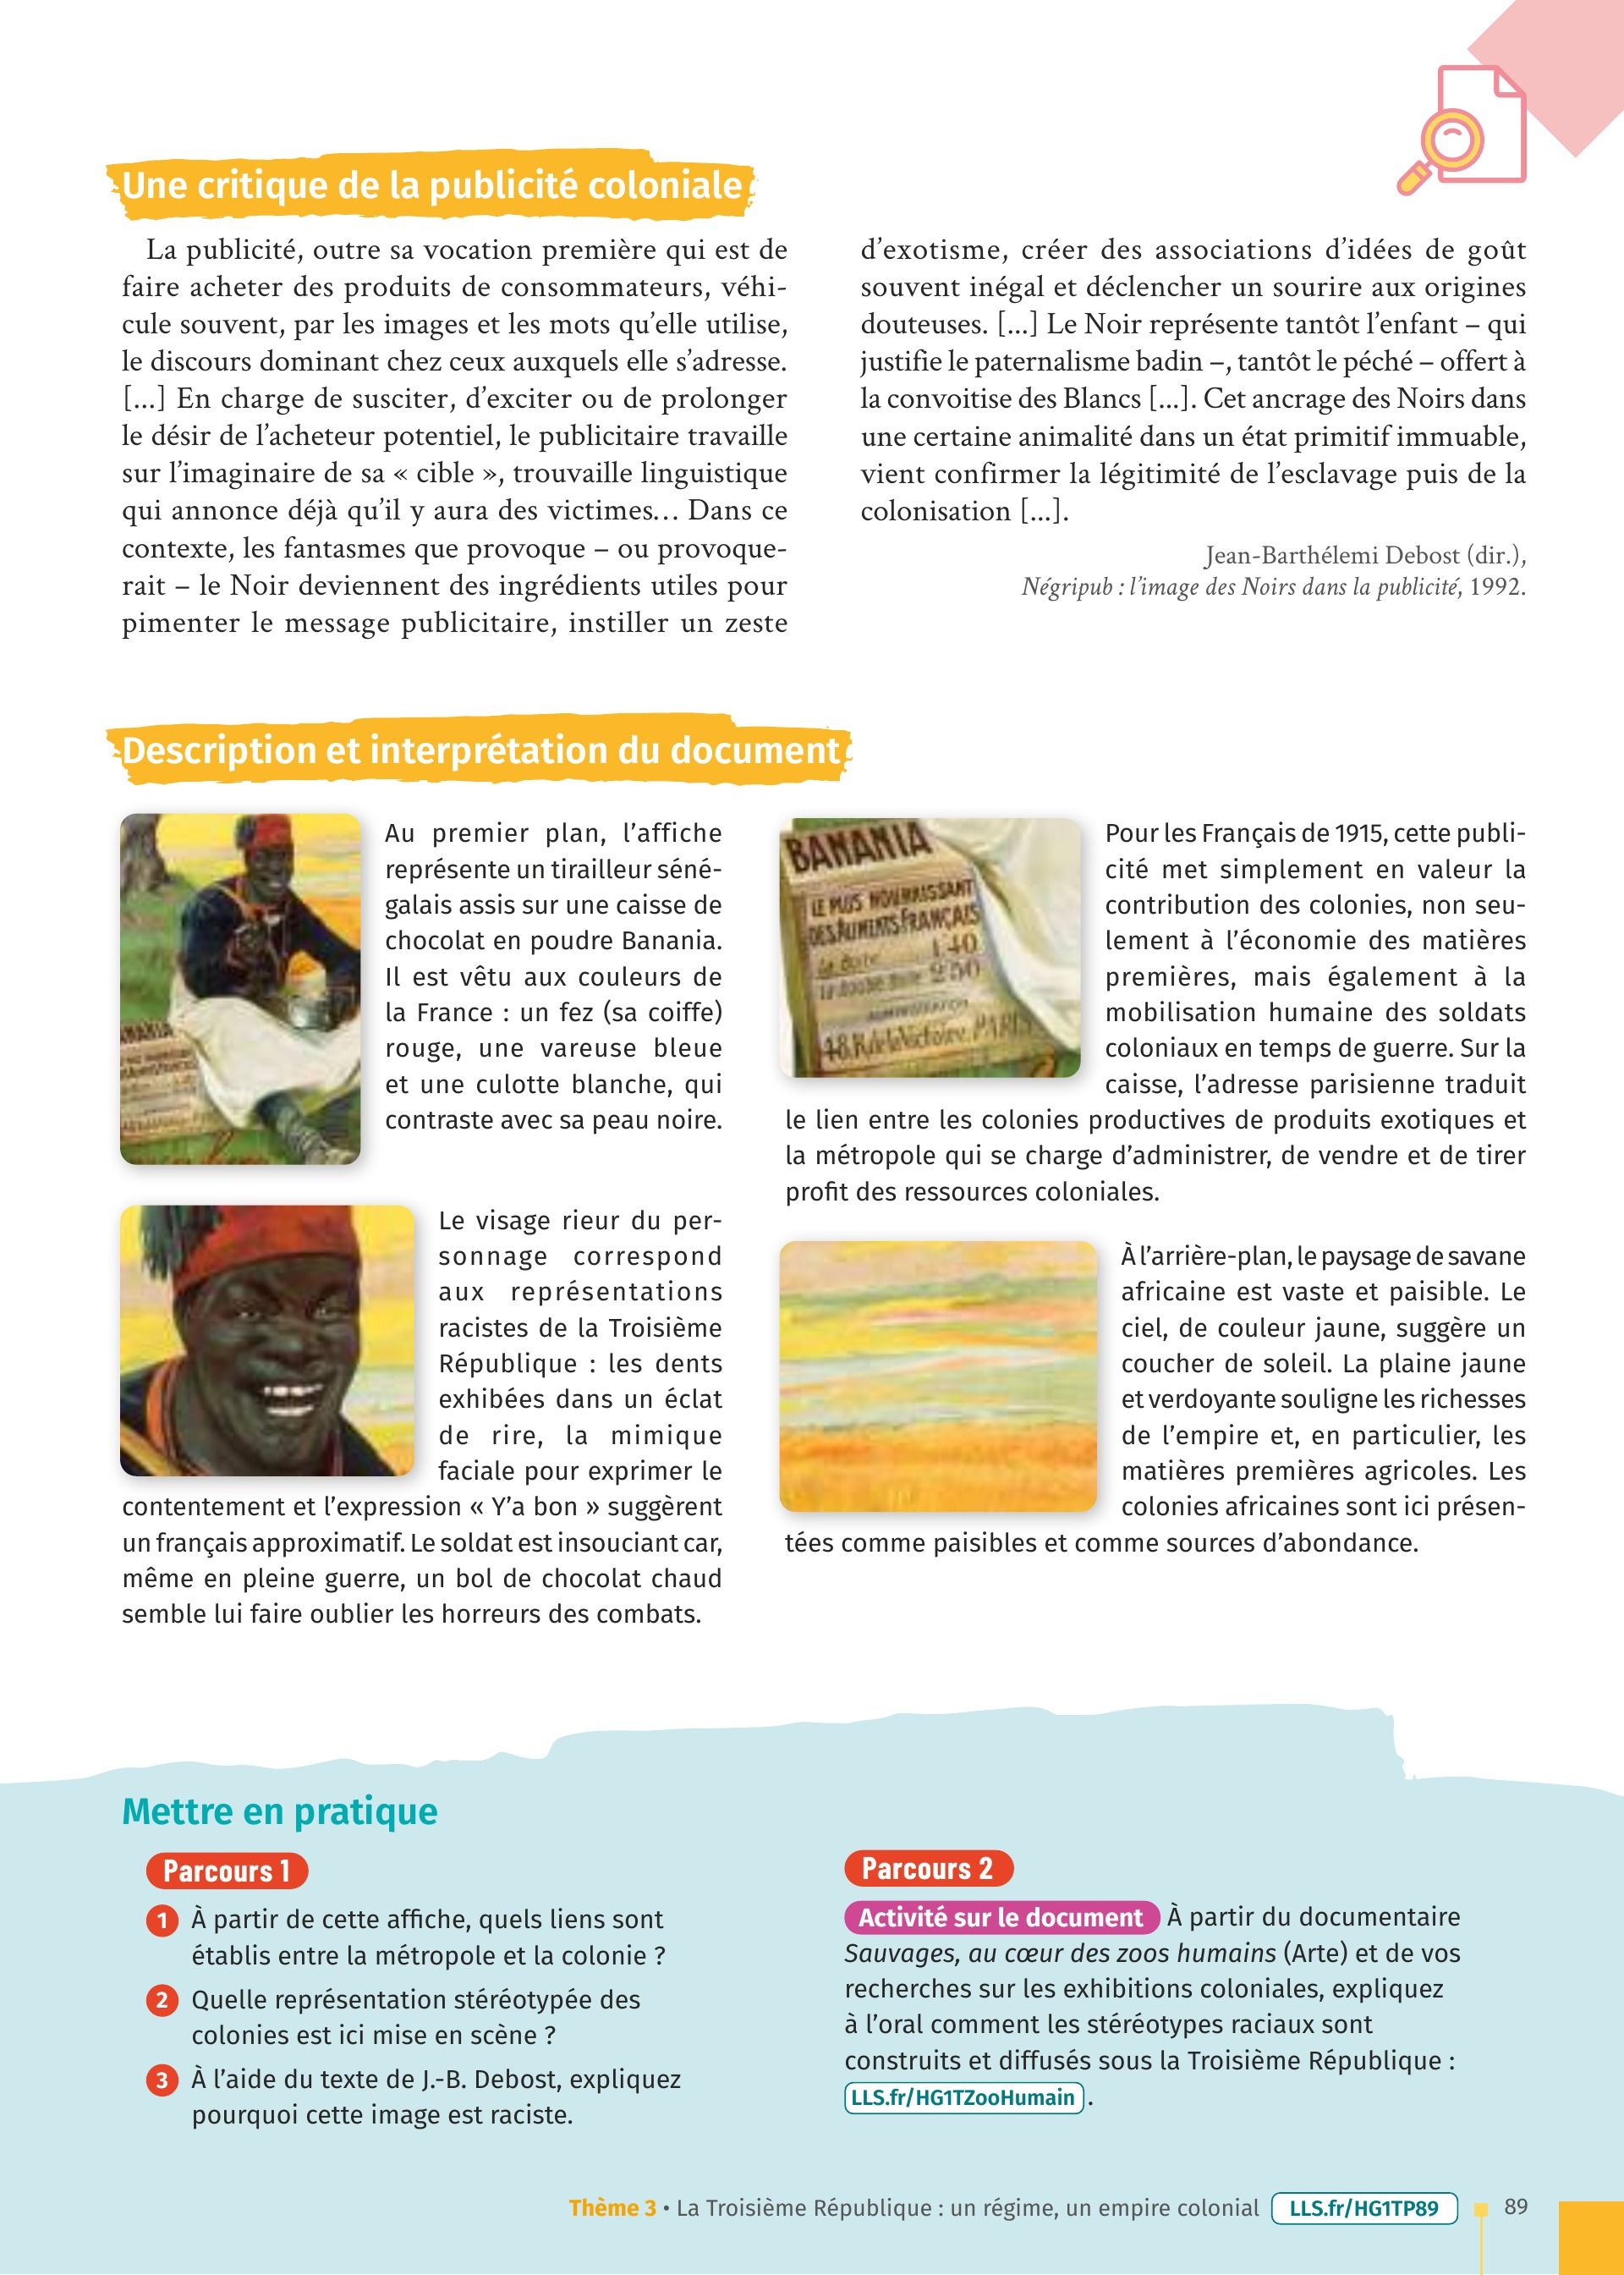 Une critique de la publicité coloniale
La publicité, outre sa vocation première qui est de
faire acheter des produits de consommateurs, véhi-
cule souvent, par les images et les mots qu'elle utilise,
le discours dominant chez ceux auxquels elle s'adresse.
[...] En charge de susciter, d'exciter ou de prolonger
le désir de l'acheteur potentiel, le publicitaire travaille
sur l'imaginaire de sa « cible », trouvaille linguistique
qui annonce déjà qu'il y aura des victimes... Dans ce
contexte, les fantasmes que provoque – ou provoque-
rait – le Noir deviennent des ingrédients utiles pour
pimenter le message publicitaire, instiller un zeste
d'exotisme, créer des associations d'idées de goût
souvent inégal et déclencher un sourire aux origines
douteuses. [...] Le Noir représente tantôt l'enfant – qui
justifie le paternalisme badin –, tantôt le péché – offert à
la convoitise des Blancs [...]. Cet ancrage des Noirs dans
une certaine animalité dans un état primitif immuable,
vient confirmer la légitimité de l'esclavage puis de la
colonisation [...].
Jean-Barthélemi Debost (dir.),
Négripub : l'image des Noirs dans la publicité, 1992.
Description et interprétation du document
Au premier plan, l'affiche
représente un tirailleur séné-
galais assis sur une caisse de
chocolat en poudre Banania.
Il est vêtu aux couleurs de
la France : un fez (sa coiffe)
rouge, une vareuse bleue
et une culotte blanche, qui
contraste avec sa peau noire.
Le visage rieur du per-
sonnage correspond
aux représentations
racistes de la Troisième
République : les dents
exhibées dans un éclat
de rire, la mimique
faciale pour exprimer le
contentement et l'expression « Y'a bon » suggèrent
un français approximatif. Le soldat est insouciant car,
même en pleine guerre, un bol de chocolat chaud
semble lui faire oublier les horreurs des combats.
BANANIA
LE PLUS NOURRISSANT
DES ALIMENTS FRANÇAIS
1.40
2.50
48.R de la Victoire. PARIS
Pour les Français de 1915, cette publi-
cité met simplement en valeur la
contribution des colonies, non seu-
lement à l'économie des matières
premières, mais également à la
mobilisation humaine des soldats
coloniaux en temps de guerre. Sur la
caisse, l'adresse parisienne traduit
le lien entre les colonies productives de produits exotiques et
la métropole qui se charge d'administrer, de vendre et de tirer
profit des ressources coloniales.
À l'arrière-plan, le paysage de savane
africaine est vaste et paisible. Le
ciel, de couleur jaune, suggère un
coucher de soleil. La plaine jaune
et verdoyante souligne les richesses
de l'empire et, en particulier, les
matières premières agricoles. Les
colonies africaines sont ici présen-
tées comme paisibles et comme sources d'abondance.
Mettre en pratique
Parcours 1
1 À partir de cette affiche, quels liens sont
établis entre la métropole et la colonie ?
2 Quelle représentation stéréotypée des
colonies est ici mise en scène ?
3 À l'aide du texte de J.-B. Debost, expliquez
pourquoi cette image est raciste.
Parcours 2
Activité sur le document À partir du documentaire
Sauvages, au cœur des zoos humains (Arte) et de vos
recherches sur les exhibitions coloniales, expliquez
à l'oral comment les stéréotypes raciaux sont
construits et diffusés sous la Troisième République :
LLS.fr/HG1TZooHumain .
Thème 3 • La Troisième République : un régime, un empire colonial LLS.fr/HG1TP89 89